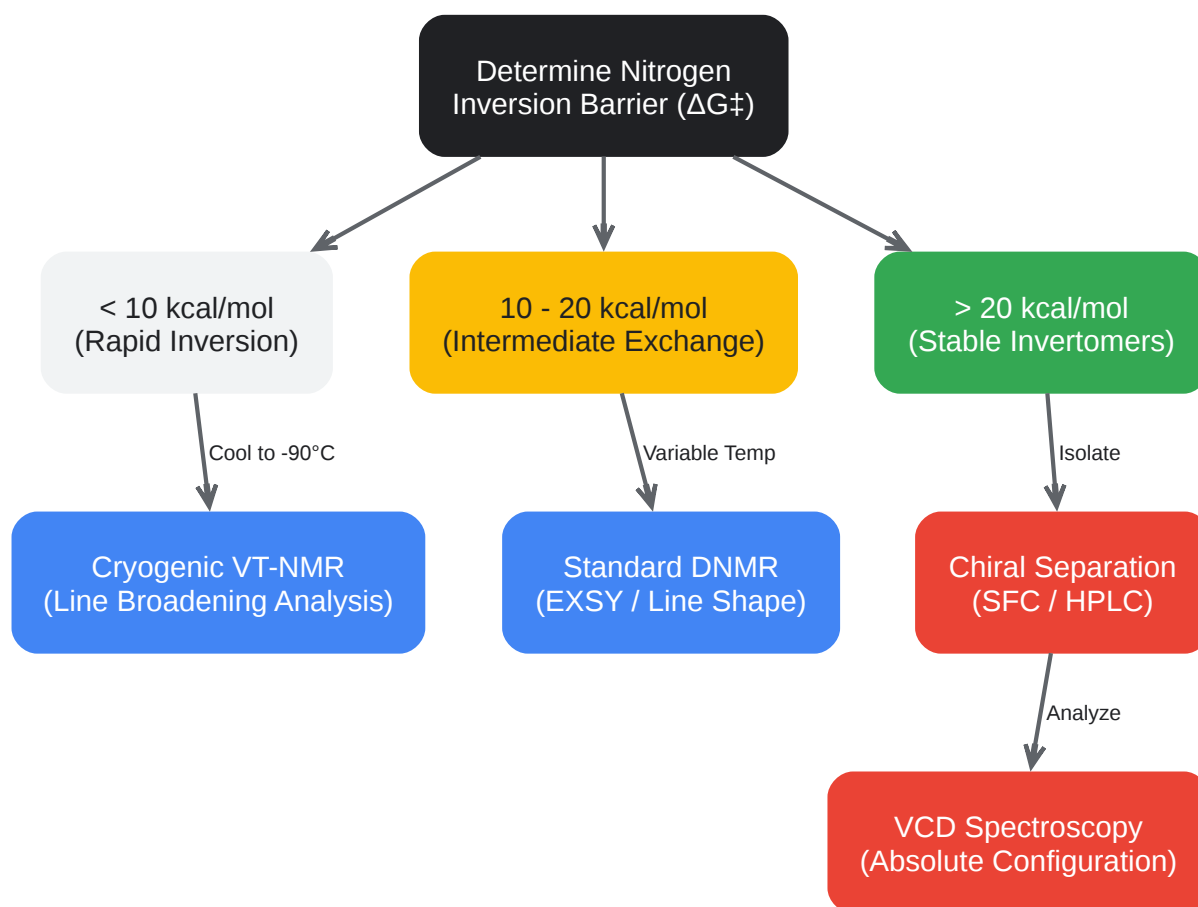 Determine Nitrogen
Inversion Barrier (ΔG‡)
< 10 kcal/mol
(Rapid Inversion)
10 - 20 kcal/mol
(Intermediate Exchange)
> 20 kcal/mol
(Stable Invertomers)
Cool to -90°C
Variable Temp
Isolate
Cryogenic VT-NMR
(Line Broadening Analysis)
Standard DNMR
(EXSY / Line Shape)
Chiral Separation
(SFC / HPLC)
Analyze
VCD Spectroscopy
(Absolute Configuration)